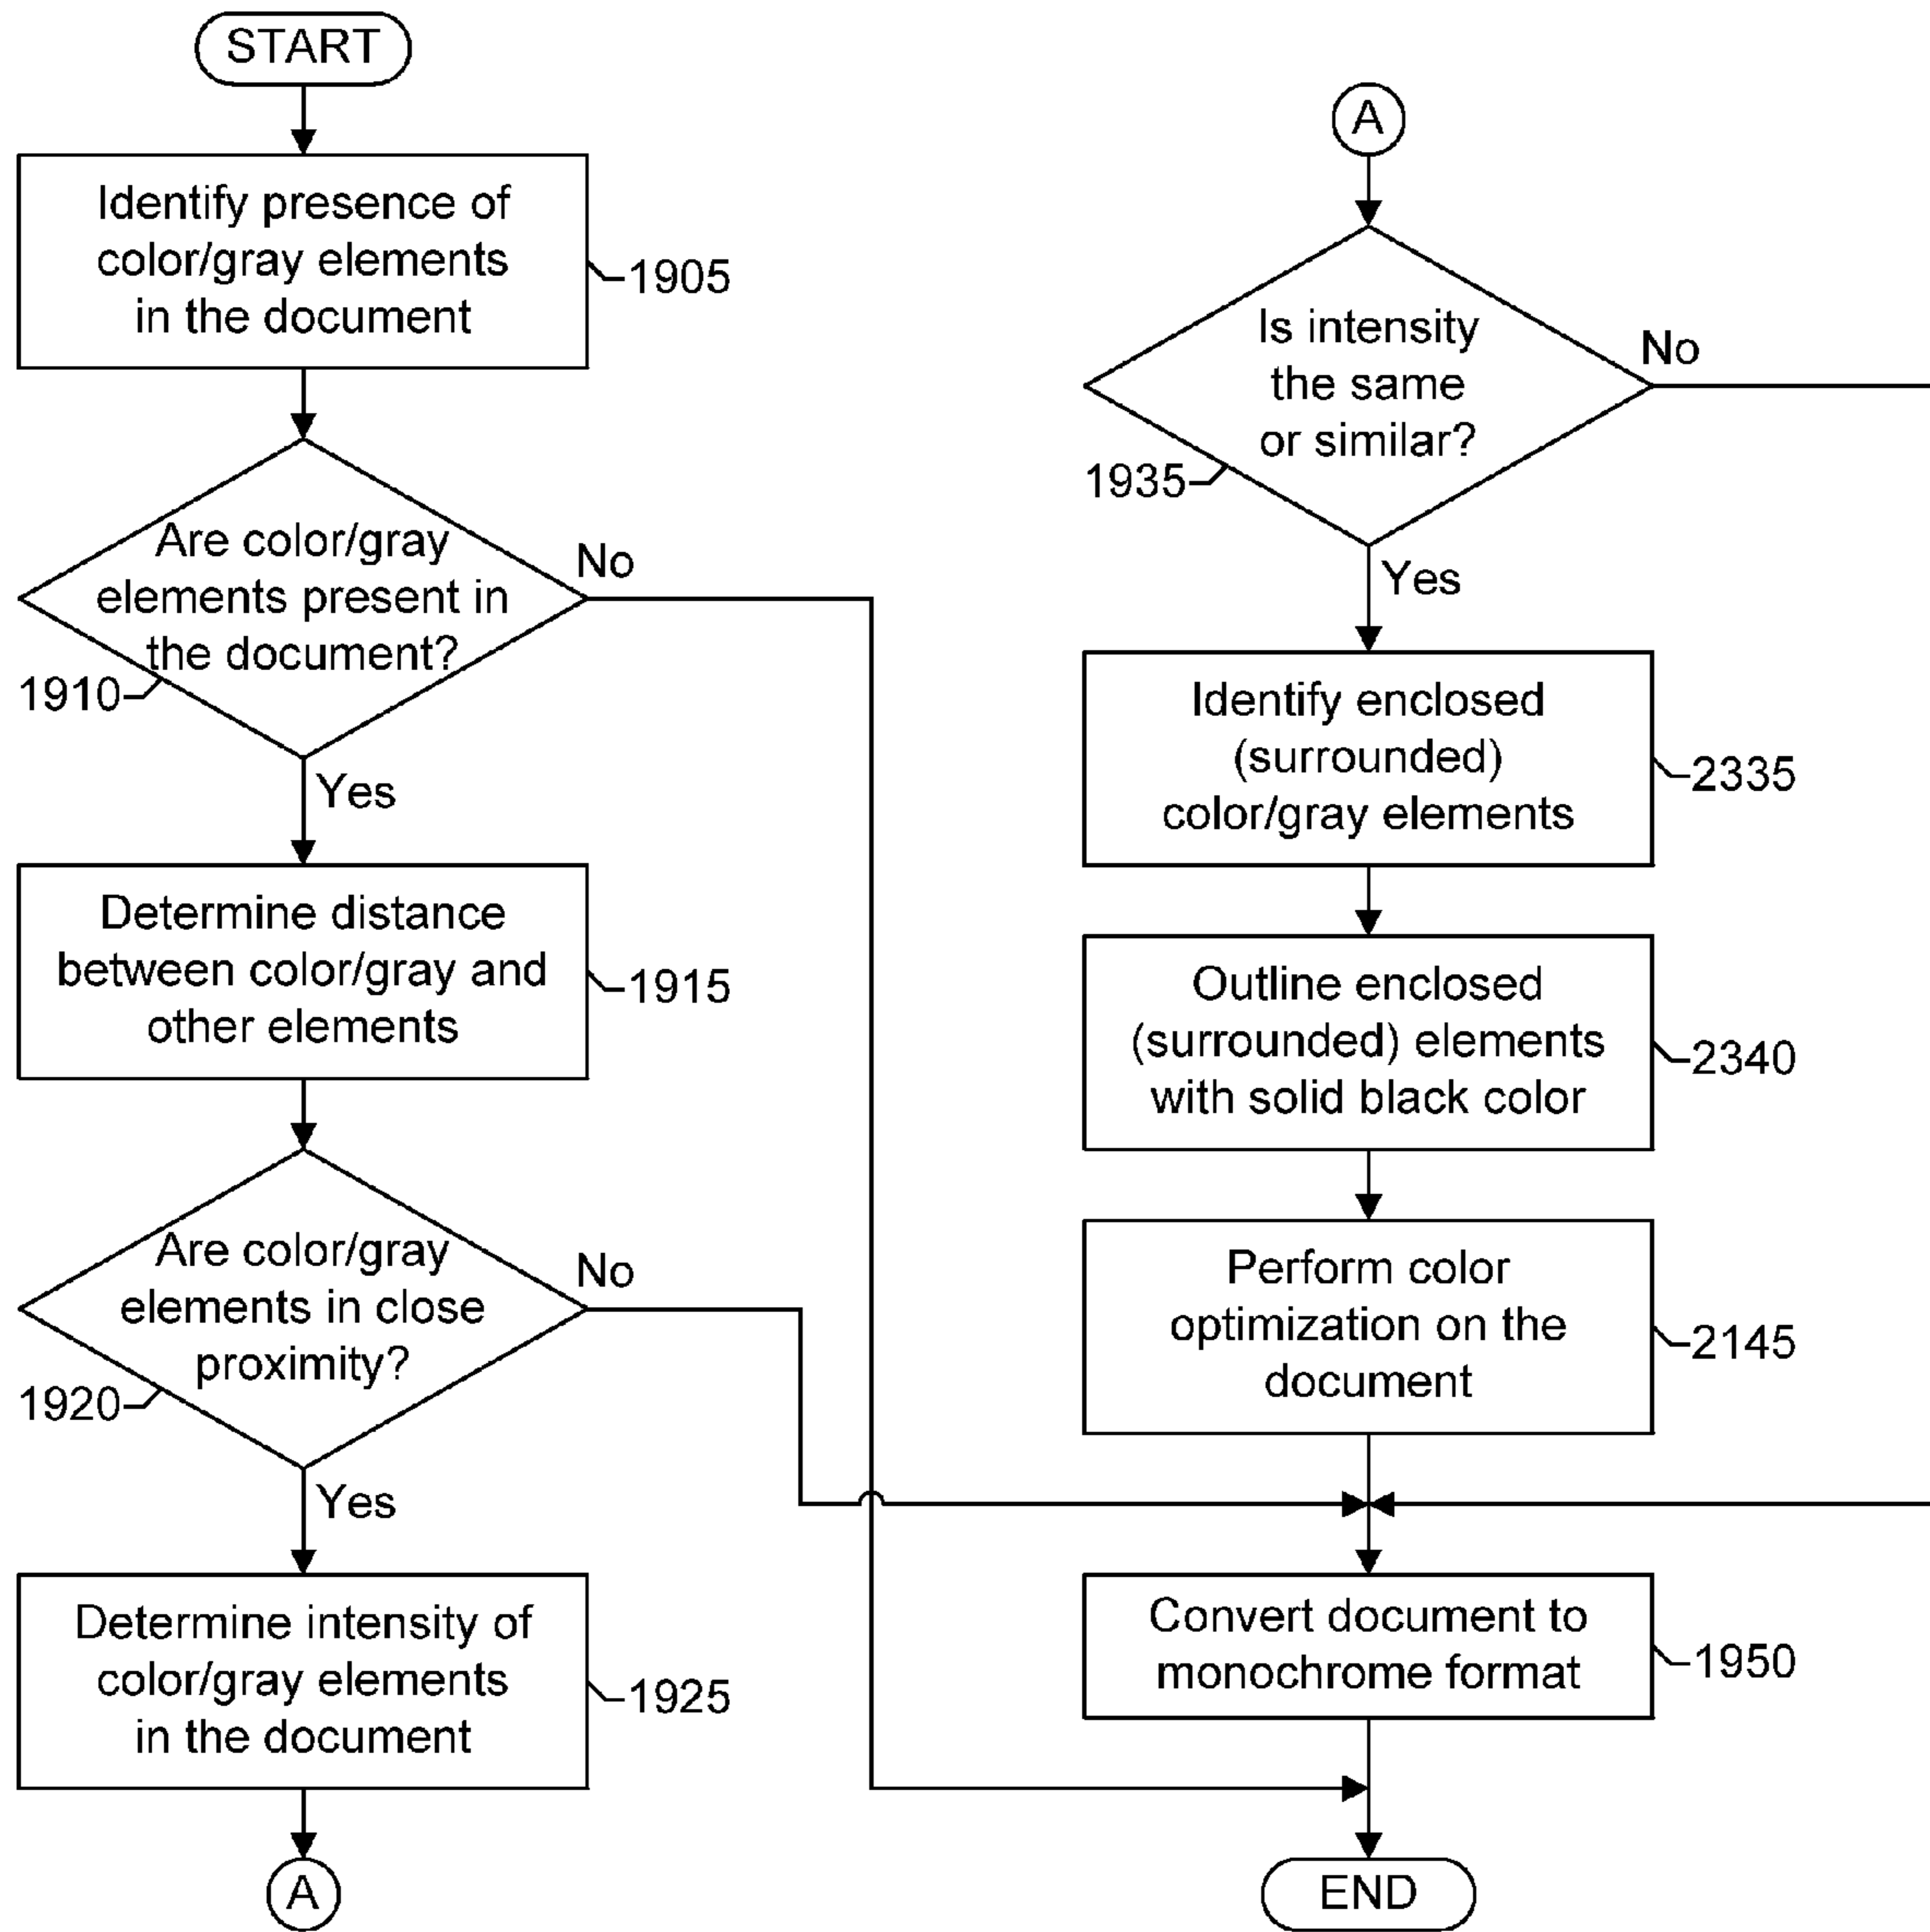 START
Identify presence of
color/gray elements
in the document
1905
Are color/gray
elements present in
the document?
No
1910
Yes
Determine distance
between color/gray and
other elements
1915
Are color/gray
elements in close
proximity?
No
1920
Yes
Determine intensity of
color/gray elements
in the document
1925
A
A
Is intensity
the same
or similar?
No
1935
Yes
Identify enclosed
(surrounded)
color/gray elements
2335
Outline enclosed
(surrounded) elements
with solid black color
2340
Perform color
optimization on the
document
2145
Convert document to
monochrome format
1950
END